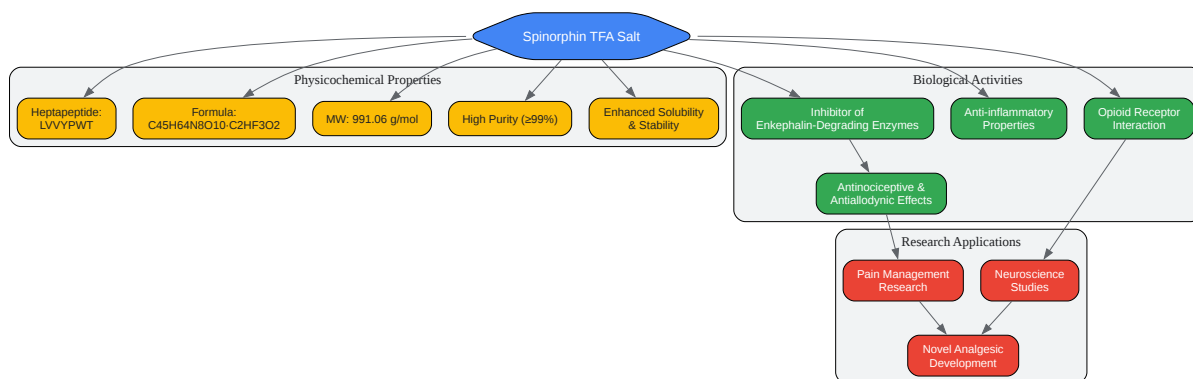 Spinorphin TFA Salt
Physicochemical Properties
Heptapeptide:
LVVYPWT
Formula:
C45H64N8O10·C2HF3O2
MW: 991.06 g/mol
High Purity (≥99%)
Enhanced Solubility
& Stability
Biological Activities
Inhibitor of
Enkephalin-Degrading Enzymes
Anti-inflammatory
Properties
Opioid Receptor
Interaction
Antinociceptive &
Antiallodynic Effects
Research Applications
Pain Management
Research
Neuroscience
Studies
Novel Analgesic
Development